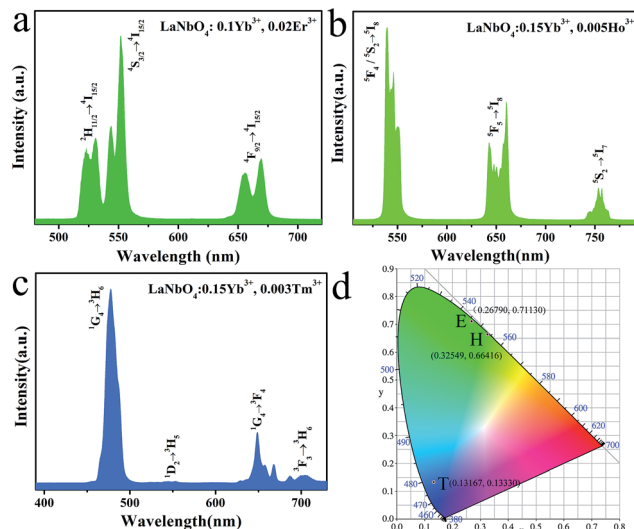 a
LaNbO₄: 0.1Yb³⁺, 0.02Er³⁺
⁴S₃/₂→⁴I₁₅/₂
²H₁₁/₂→⁴I₁₅/₂
⁴F₉/₂→⁴I₁₅/₂
Intensity (a.u.)
500 550 600 650 700
Wavelength (nm)
b
LaNbO₄:0.15Yb³⁺, 0.005Ho³⁺
⁵F₄ / ⁵S₂→⁵I₈
⁵F₅→⁵I₈
⁵S₂→⁵I₇
Intensity (a.u.)
550 600 650 700 750
Wavelength (nm)
c
LaNbO₄:0.15Yb³⁺, 0.003Tm³⁺
¹G₄→³H₆
¹D₂→³H₅
¹G₄→³F₄
³F₃→³H₆
Intensity(a.u.)
400 500 600 700
Wavelength(nm)
d
0.9
0.8
0.7
0.6
0.5
y
0.4
0.3
0.2
0.1
0.0
0.0 0.1 0.2 0.3 0.4 0.5 0.6 0.7 0.8
520
540
560
580
600
620
700
500
490
480
470
460
380
E
(0.26790, 0.71130)
H
(0.32549, 0.66416)
T(0.13167, 0.13330)